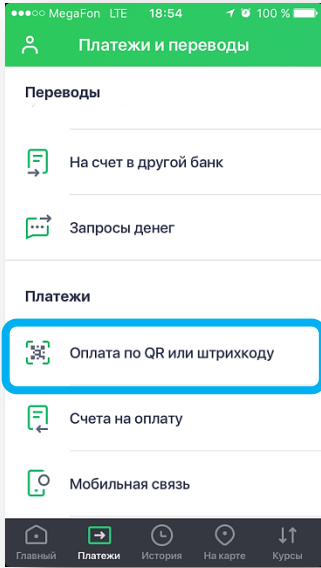 MegaFon LTE 18:54 100 %
Платежи и переводы
Переводы
На счет в другой банк
Запросы денег
Платежи
Оплата по QR или штрихкоду
Счета на оплату
Мобильная связь
Главный Платежи История На карте Курсы